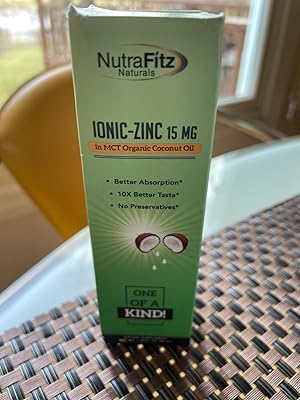 NutraFitz
Naturals
IONIC-ZINC 15 MG
in MCT Organic Coconut Oil
• Better Absorption*
• 10X Better Taste*
• No Preservatives*
ONE
OF A
KIND!